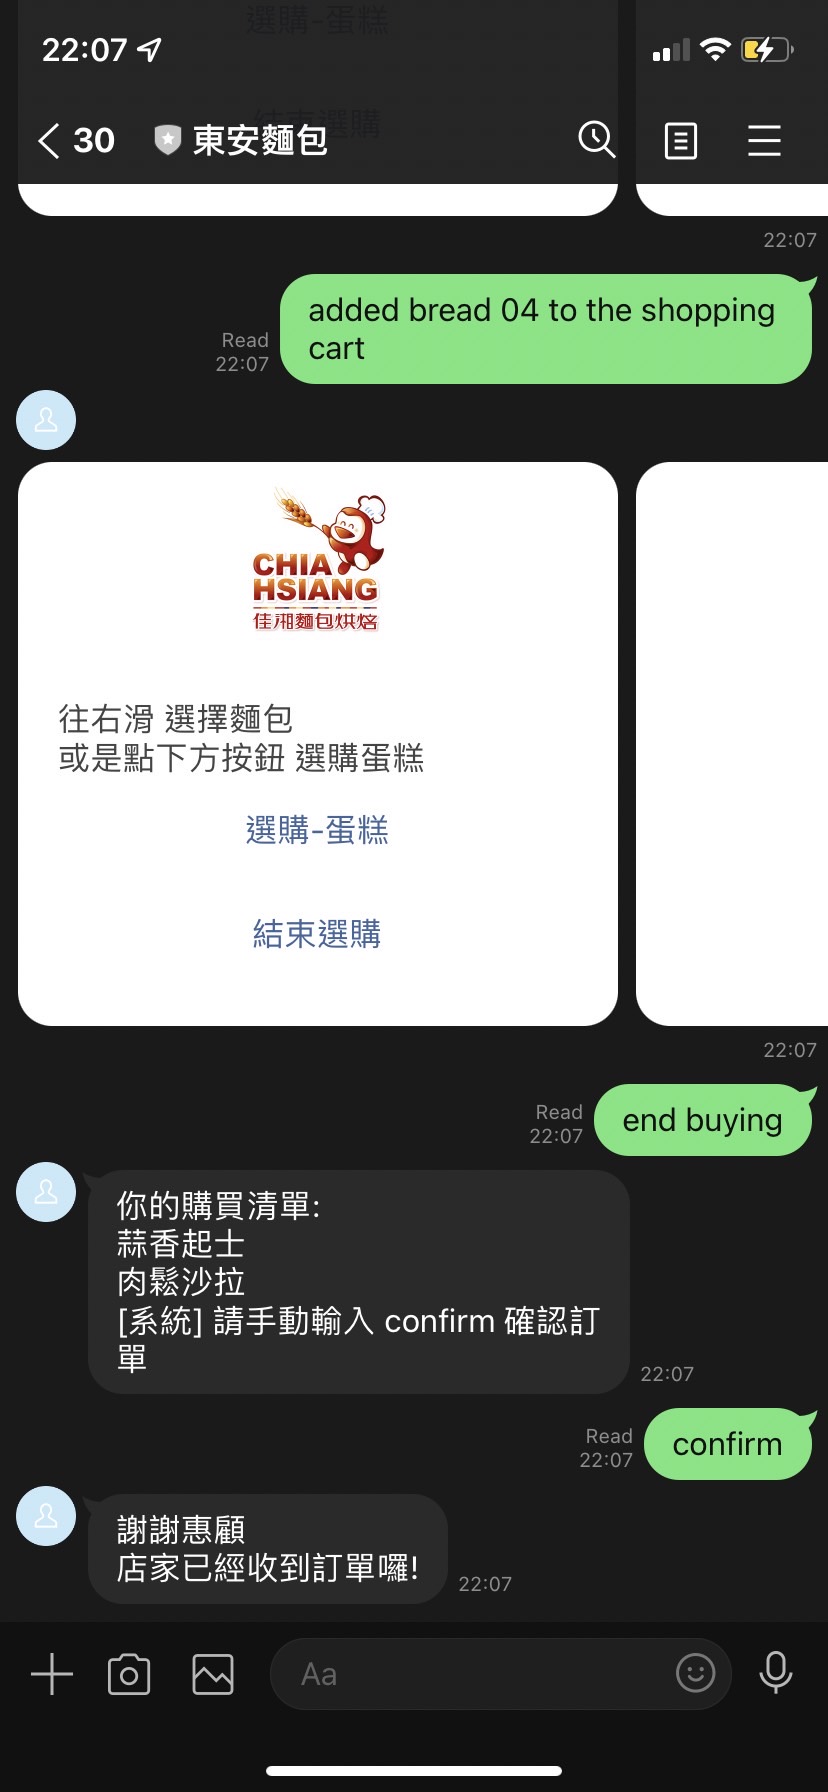 選購-蛋糕
22:07
結束選購
30
東安麵包
22:07
added bread 04 to the shopping
cart
Read
22:07
CHIA
HSIANG
佳湘麵包烘焙
往右滑 選擇麵包
或是點下方按鈕 選購蛋糕
選購-蛋糕
結束選購
22:07
Read
22:07
end buying
你的購買清單:
蒜香起士
肉鬆沙拉
[系統] 請手動輸入 confirm 確認訂
單
22:07
Read
22:07
confirm
謝謝惠顧
店家已經收到訂單囉!
22:07
Aa